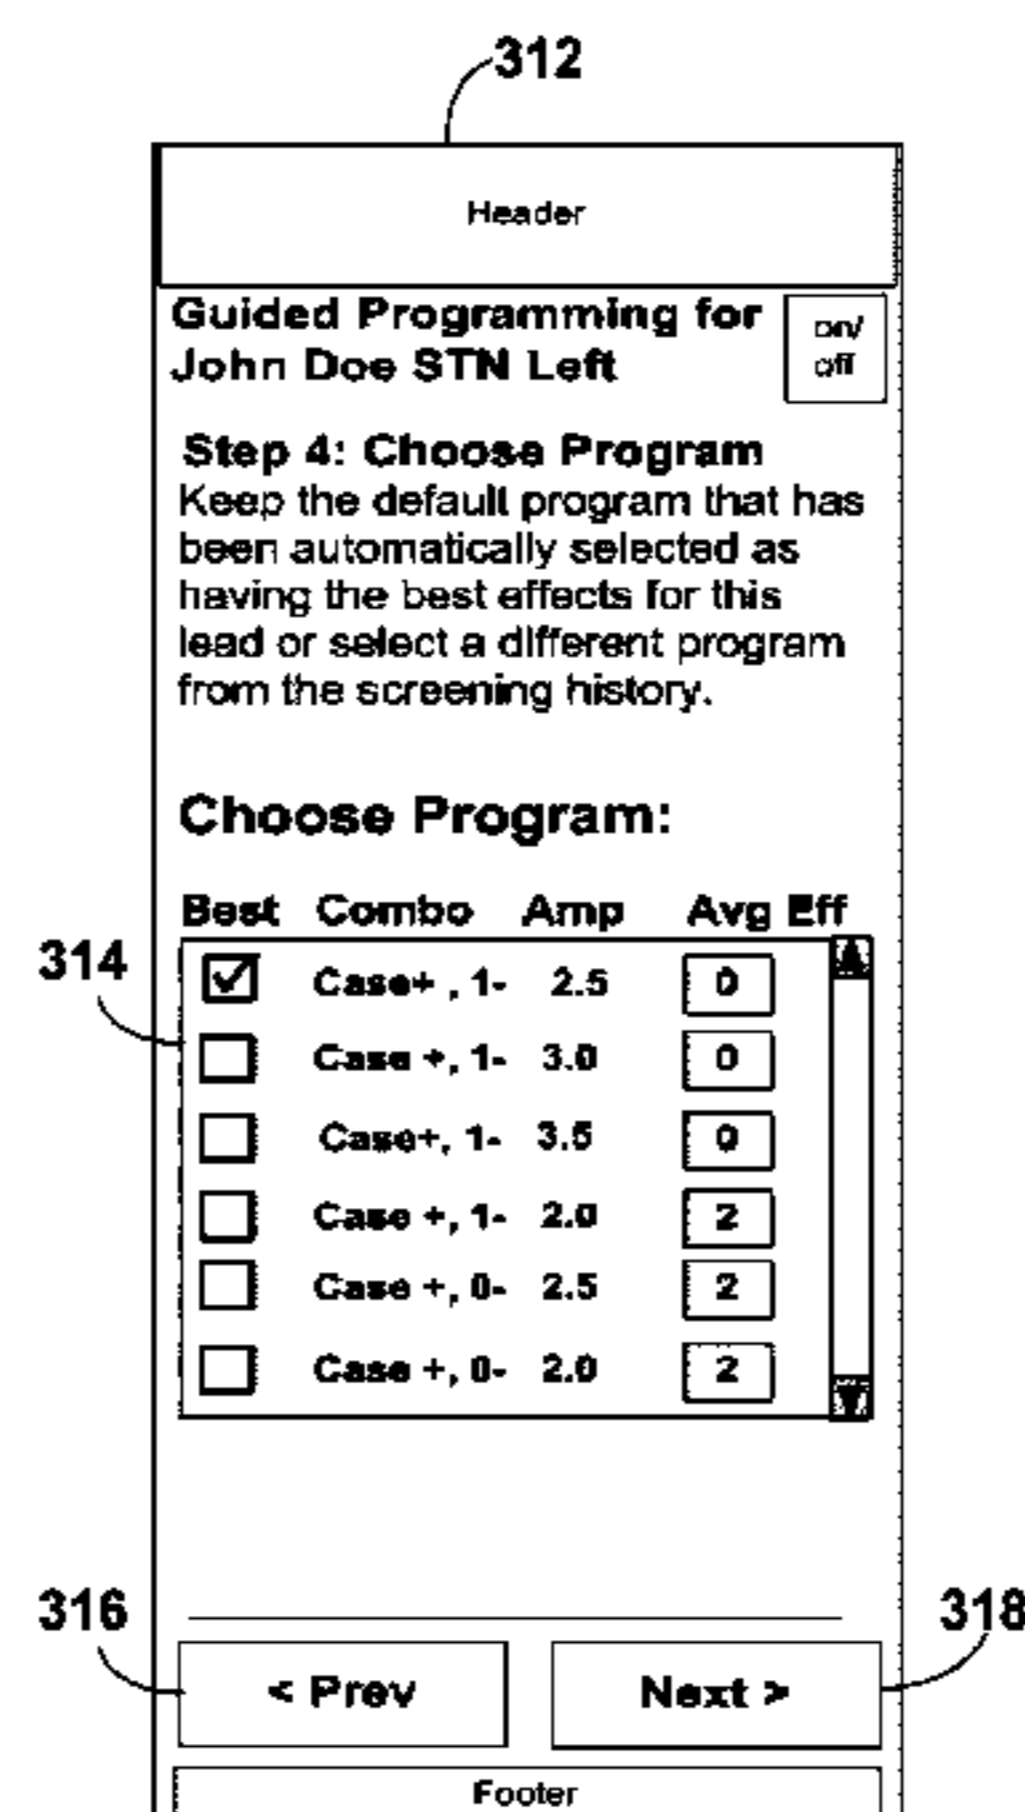 312
Header
Guided Programming for
John Doe STN Left
on/
off
Step 4: Choose Program
Keep the default program that has
been automatically selected as
having the best effects for this
lead or select a different program
from the screening history.
Choose Program:
Best Combo Amp Avg Eff
314
Case+ , 1- 2.5 0
Case +, 1- 3.0 0
Case+, 1- 3.5 0
Case +, 1- 2.0 2
Case +, 0- 2.5 2
Case +, 0- 2.0 2
316
318
< Prev
Next >
Footer